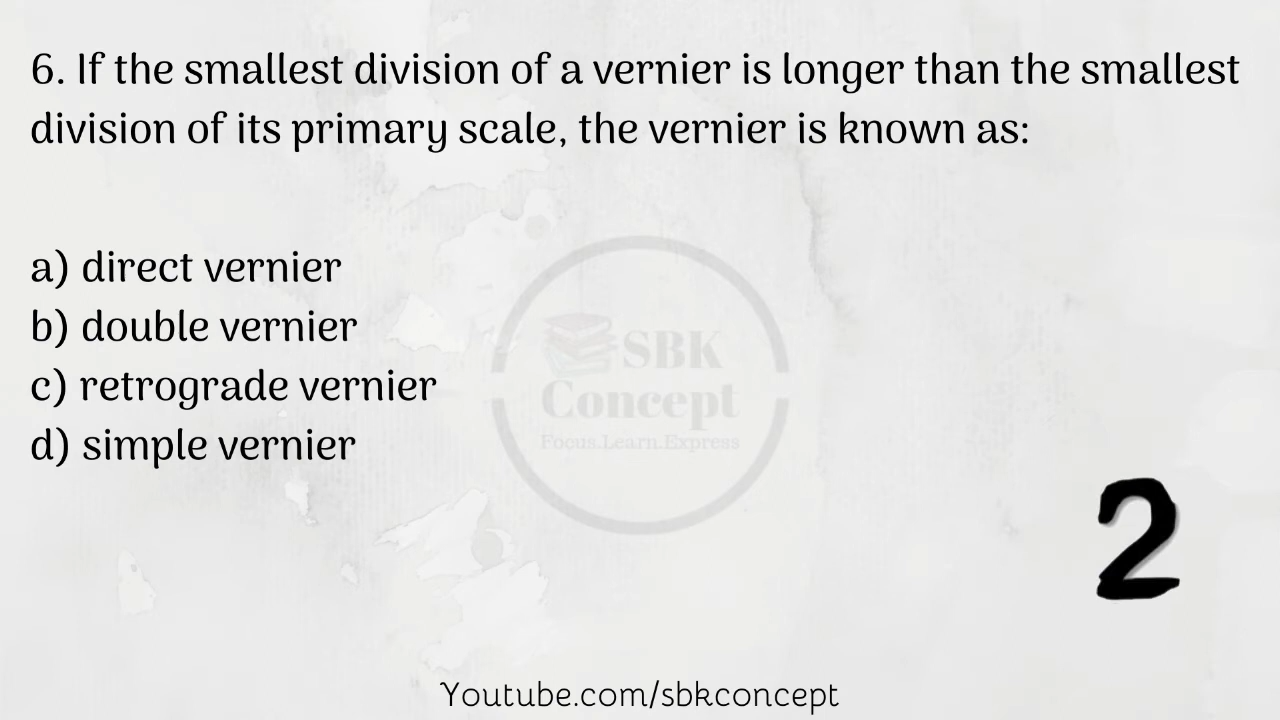 6. If the smallest division of a vernier is longer than the smallest
division of its primary scale, the vernier is known as:
a) direct vernier
b) double vernier
c) retrograde vernier
d) simple vernier
SBK
Concept
Focus.Learn.Express
2
Youtube.com/sbkconcept